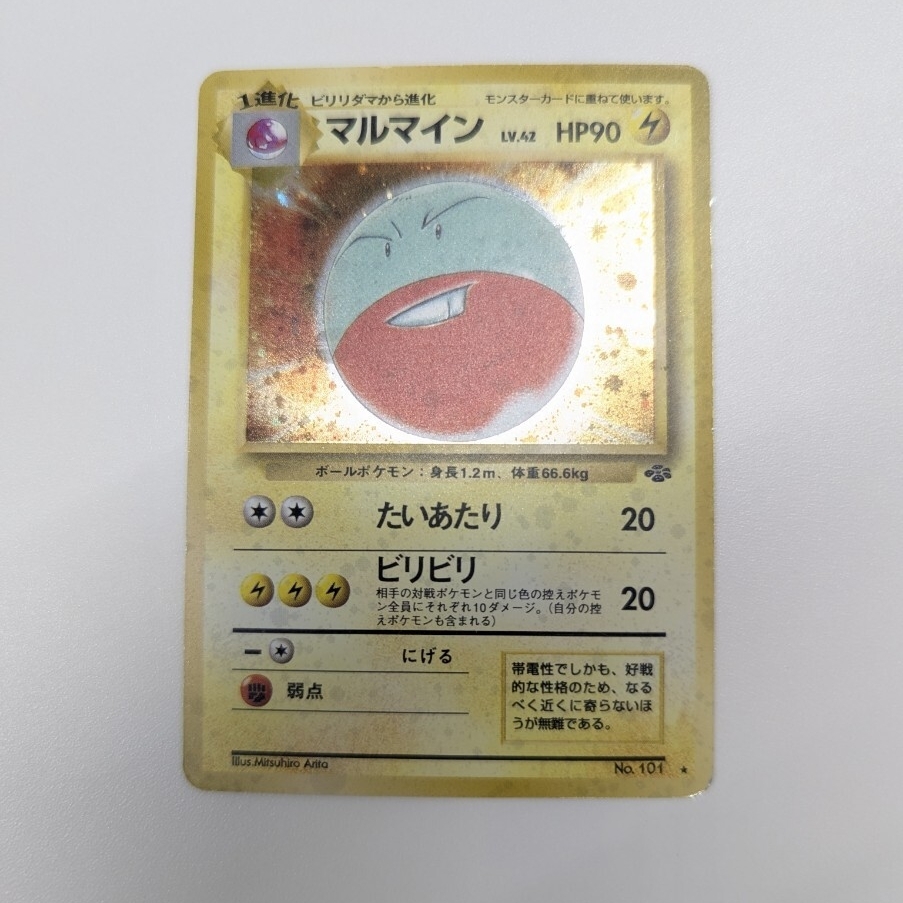 1進化 ビリリダマから進化 モンスターカードに重ねて使います。
マルマイン LV.42 HP90
ボールポケモン：身長1.2m、体重66.6kg
たいあたり 20
ビリビリ 20
相手の対戦ポケモンと同じ色の控えポケモ
ン全員にそれぞれ10ダメージ。(自分の控
えポケモンも含まれる)
ー にげる
弱点
帯電性でしかも、好戦
的な性格のため、なる
べく近くに寄らないほ
うが無難である。
Illus.Mitsuhiro Arita No. 101 ★